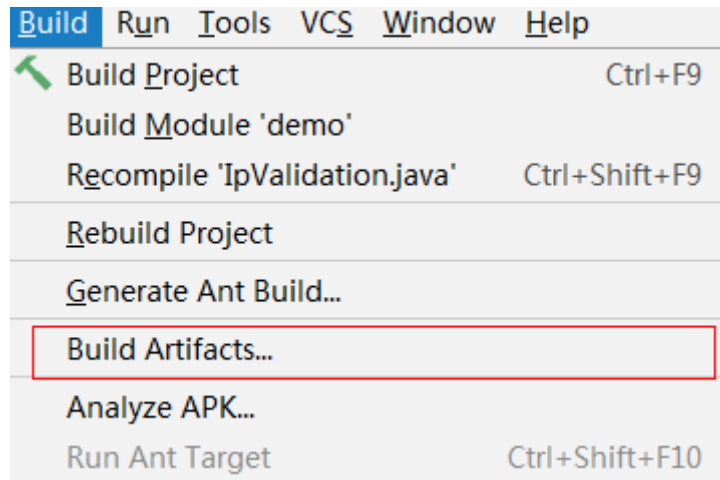 Build Run Tools VCS Window Help
Build Project Ctrl+F9
Build Module 'demo'
Recompile 'IpValidation.java' Ctrl+Shift+F9
Rebuild Project
Generate Ant Build...
Build Artifacts...
Analyze APK...
Run Ant Target Ctrl+Shift+F10